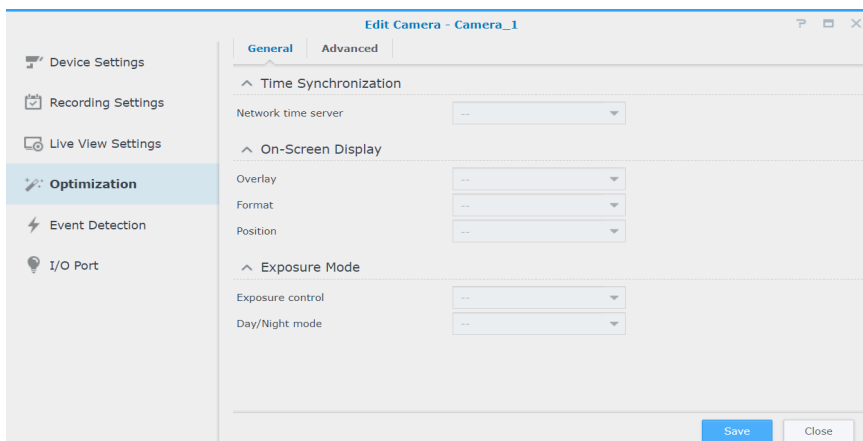 Edit Camera - Camera_1
Device Settings
Recording Settings
Live View Settings
Optimization
Event Detection
I/O Port
General Advanced
Time Synchronization
Network time server --
On-Screen Display
Overlay --
Format --
Position --
Exposure Mode
Exposure control --
Day/Night mode --
Save Close